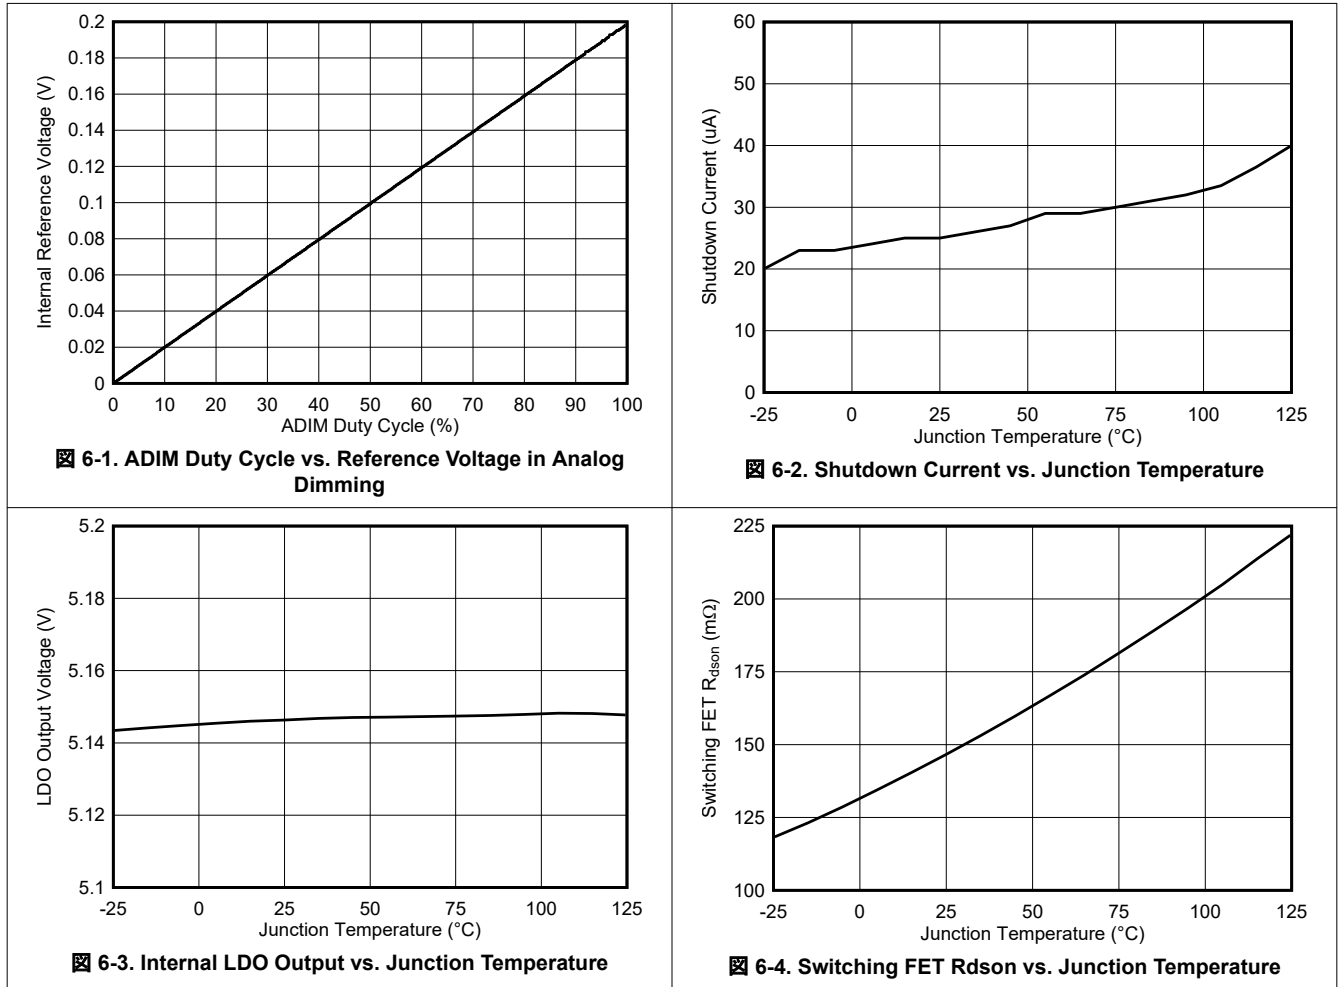 0.2
0.18
0.16
0.14
0.12
0.1
0.08
0.06
0.04
0.02
0
Internal Reference Voltage (V)
0 10 20 30 40 50 60 70 80 90 100
ADIM Duty Cycle (%)
図 6-1. ADIM Duty Cycle vs. Reference Voltage in Analog
Dimming
60
50
40
30
20
10
0
Shutdown Current (uA)
-25 0 25 50 75 100 125
Junction Temperature (°C)
図 6-2. Shutdown Current vs. Junction Temperature
5.2
5.18
5.16
5.14
5.12
5.1
LDO Output Voltage (V)
-25 0 25 50 75 100 125
Junction Temperature (°C)
図 6-3. Internal LDO Output vs. Junction Temperature
225
200
175
150
125
100
Switching FET Rdson (mΩ)
-25 0 25 50 75 100 125
Junction Temperature (°C)
図 6-4. Switching FET Rdson vs. Junction Temperature